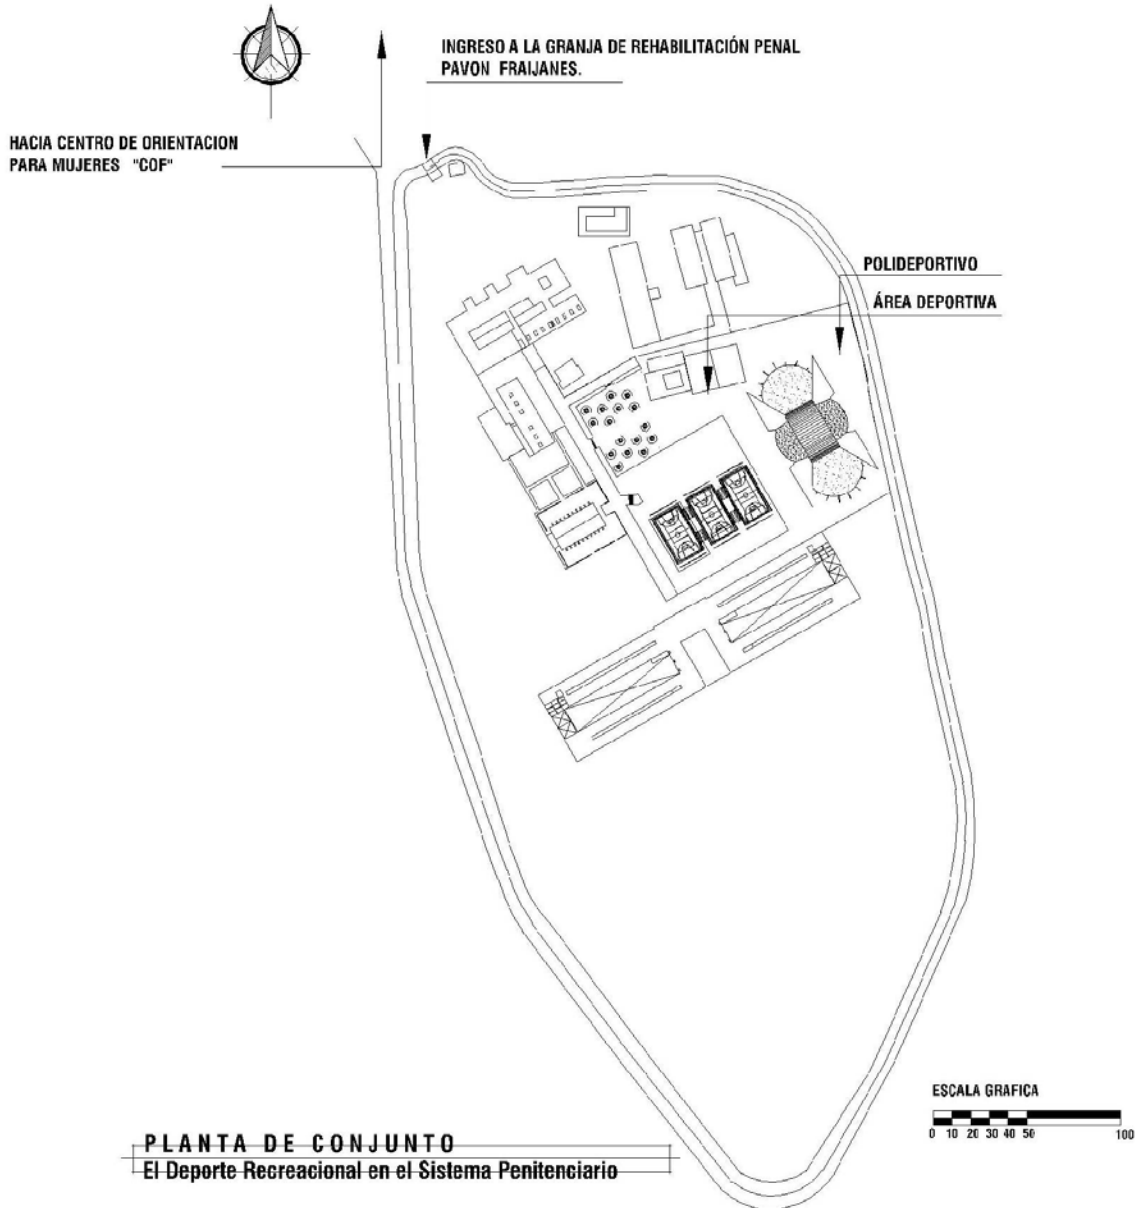 INGRESO A LA GRANJA DE REHABILITACIÓN PENAL
PAVON FRAIJANES.
HACIA CENTRO DE ORIENTACION
PARA MUJERES "COF"
POLIDEPORTIVO
ÁREA DEPORTIVA
ESCALA GRAFICA
0 10 20 30 40 50 100
PLANTA DE CONJUNTO
El Deporte Recreacional en el Sistema Penitenciario